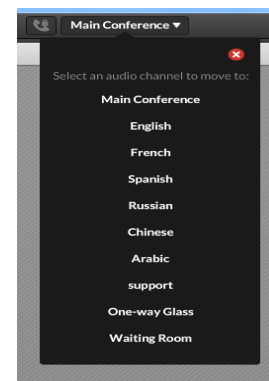 Main Conference ▼
Select an audio channel to move to:
Main Conference
English
French
Spanish
Russian
Chinese
Arabic
support
One-way Glass
Waiting Room